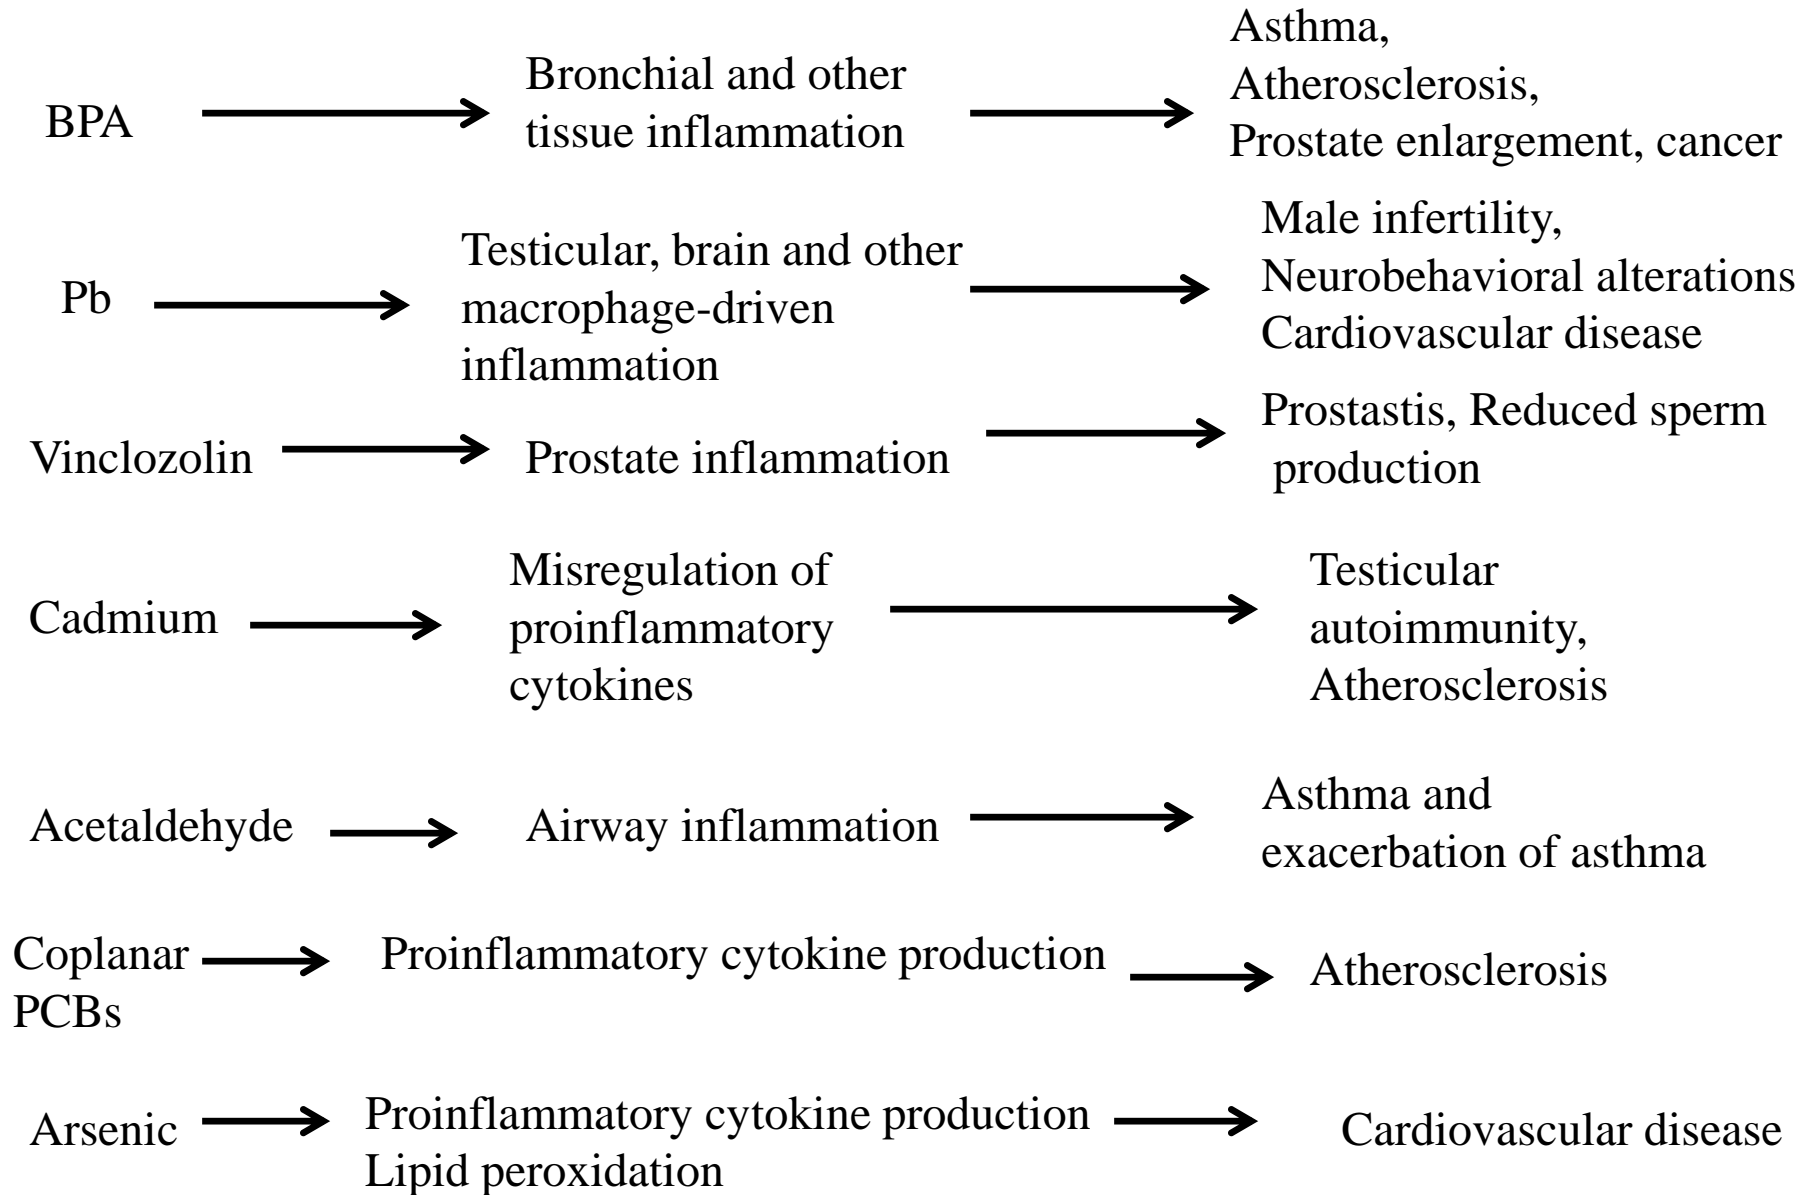 BPA
Bronchial and other
tissue inflammation
Asthma,
Atherosclerosis,
Prostate enlargement, cancer
Pb
Testicular, brain and other
macrophage-driven
inflammation
Male infertility,
Neurobehavioral alterations
Cardiovascular disease
Vinclozolin
Prostate inflammation
Prostastis, Reduced sperm
production
Cadmium
Misregulation of
proinflammatory
cytokines
Testicular
autoimmunity,
Atherosclerosis
Acetaldehyde
Airway inflammation
Asthma and
exacerbation of asthma
Coplanar
PCBs
Proinflammatory cytokine production
Atherosclerosis
Arsenic
Proinflammatory cytokine production
Lipid peroxidation
Cardiovascular disease